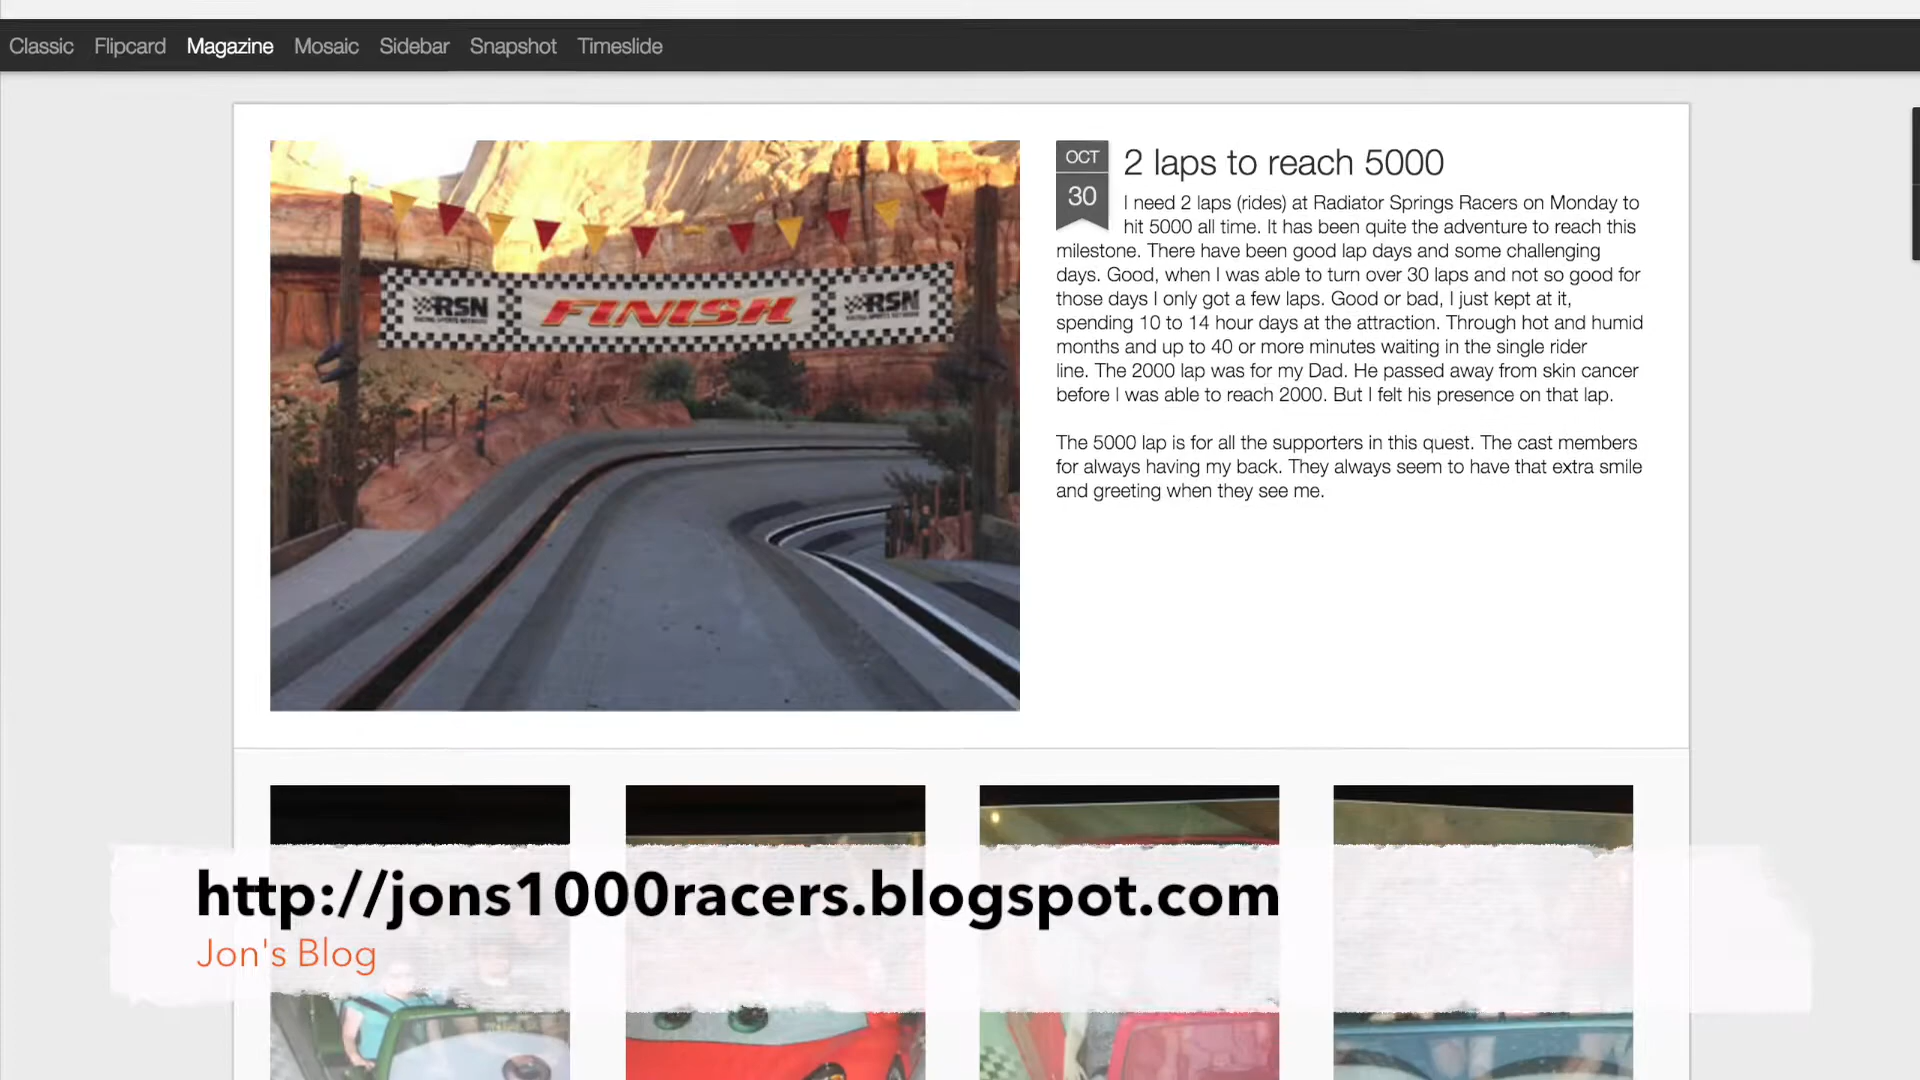 Classic Flipcard Magazine Mosaic Sidebar Snapshot Timeslide
RSN FINISH RSN
OCT
30
2 laps to reach 5000
I need 2 laps (rides) at Radiator Springs Racers on Monday to
hit 5000 all time. It has been quite the adventure to reach this
milestone. There have been good lap days and some challenging
days. Good, when I was able to turn over 30 laps and not so good for
those days I only got a few laps. Good or bad, I just kept at it,
spending 10 to 14 hour days at the attraction. Through hot and humid
months and up to 40 or more minutes waiting in the single rider
line. The 2000 lap was for my Dad. He passed away from skin cancer
before I was able to reach 2000. But I felt his presence on that lap.
The 5000 lap is for all the supporters in this quest. The cast members
for always having my back. They always seem to have that extra smile
and greeting when they see me.
http://jons1000racers.blogspot.com
Jon's Blog